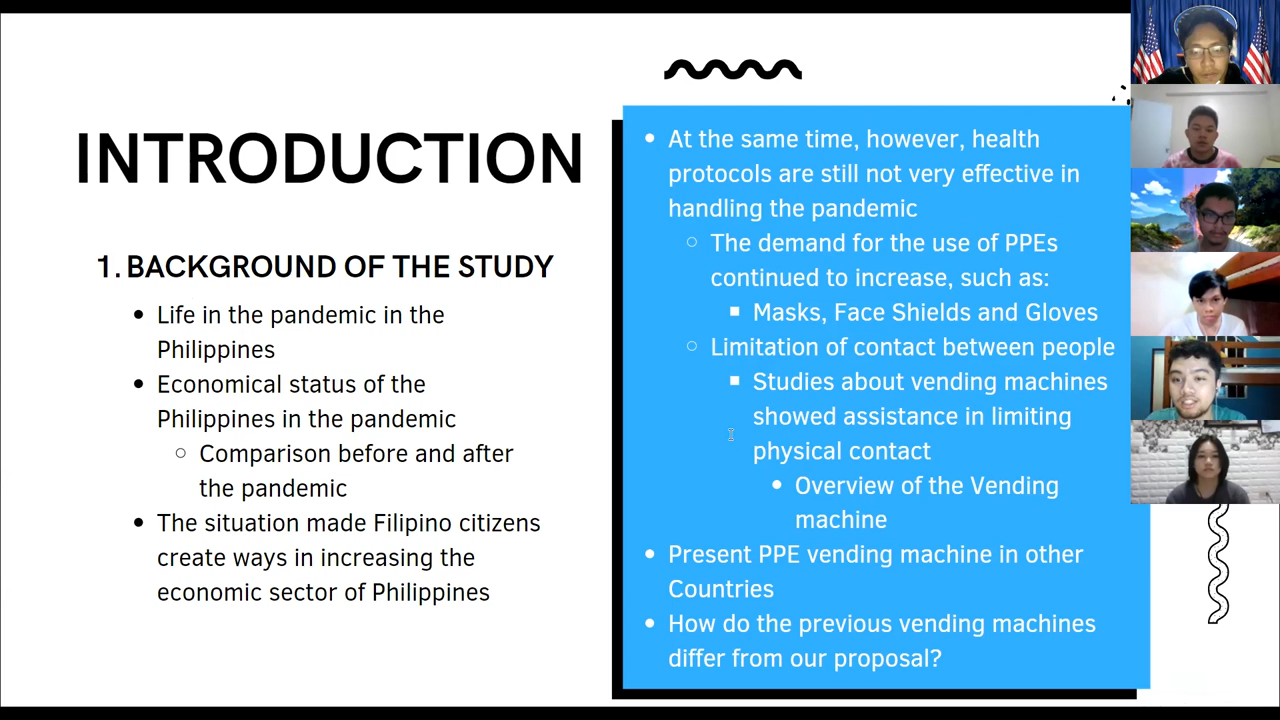 INTRODUCTION
1. BACKGROUND OF THE STUDY
• Life in the pandemic in the
Philippines
• Economical status of the
Philippines in the pandemic
○ Comparison before and after
the pandemic
• The situation made Filipino citizens
create ways in increasing the
economic sector of Philippines
• At the same time, however, health
protocols are still not very effective in
handling the pandemic
○ The demand for the use of PPEs
continued to increase, such as:
■ Masks, Face Shields and Gloves
○ Limitation of contact between people
■ Studies about vending machines
showed assistance in limiting
physical contact
• Overview of the Vending
machine
• Present PPE vending machine in other
Countries
• How do the previous vending machines
differ from our proposal?